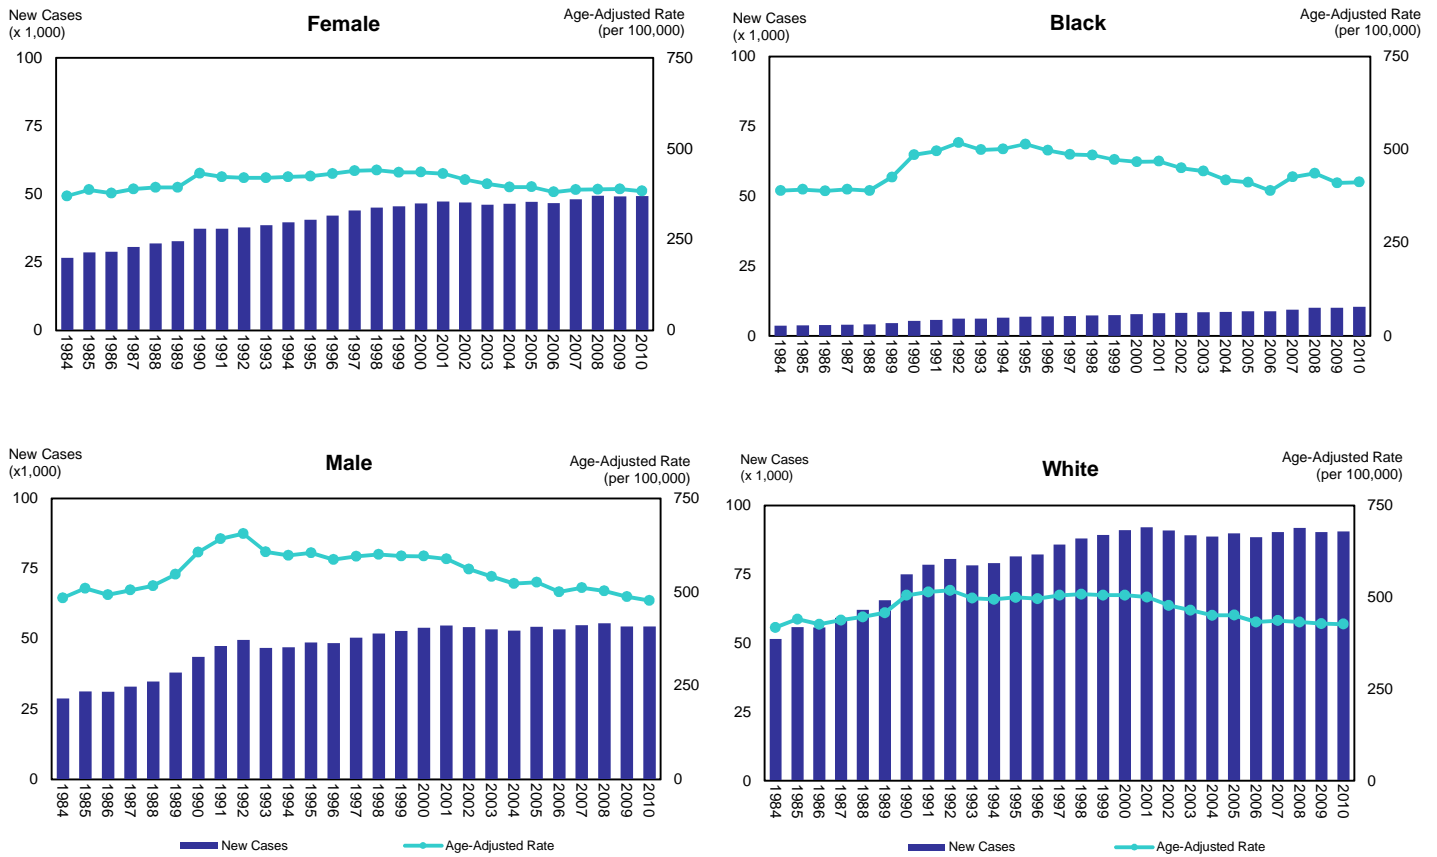 New Cases
(x 1,000)
Female
Age-Adjusted Rate
(per 100,000)
100
75
50
25
0
750
500
250
0
1984 1985 1986 1987 1988 1989 1990 1991 1992 1993 1994 1995 1996 1997 1998 1999 2000 2001 2002 2003 2004 2005 2006 2007 2008 2009 2010
New Cases
(x 1,000)
Black
Age-Adjusted Rate
(per 100,000)
100
75
50
25
0
750
500
250
0
1984 1985 1986 1987 1988 1989 1990 1991 1992 1993 1994 1995 1996 1997 1998 1999 2000 2001 2002 2003 2004 2005 2006 2007 2008 2009 2010
New Cases
(x1,000)
Male
Age-Adjusted Rate
(per 100,000)
100
75
50
25
0
750
500
250
0
1984 1985 1986 1987 1988 1989 1990 1991 1992 1993 1994 1995 1996 1997 1998 1999 2000 2001 2002 2003 2004 2005 2006 2007 2008 2009 2010
New Cases
Age-Adjusted Rate
New Cases
(x 1,000)
White
Age-Adjusted Rate
(per 100,000)
100
75
50
25
0
750
500
250
0
1984 1985 1986 1987 1988 1989 1990 1991 1992 1993 1994 1995 1996 1997 1998 1999 2000 2001 2002 2003 2004 2005 2006 2007 2008 2009 2010
New Cases
Age-Adjusted Rate